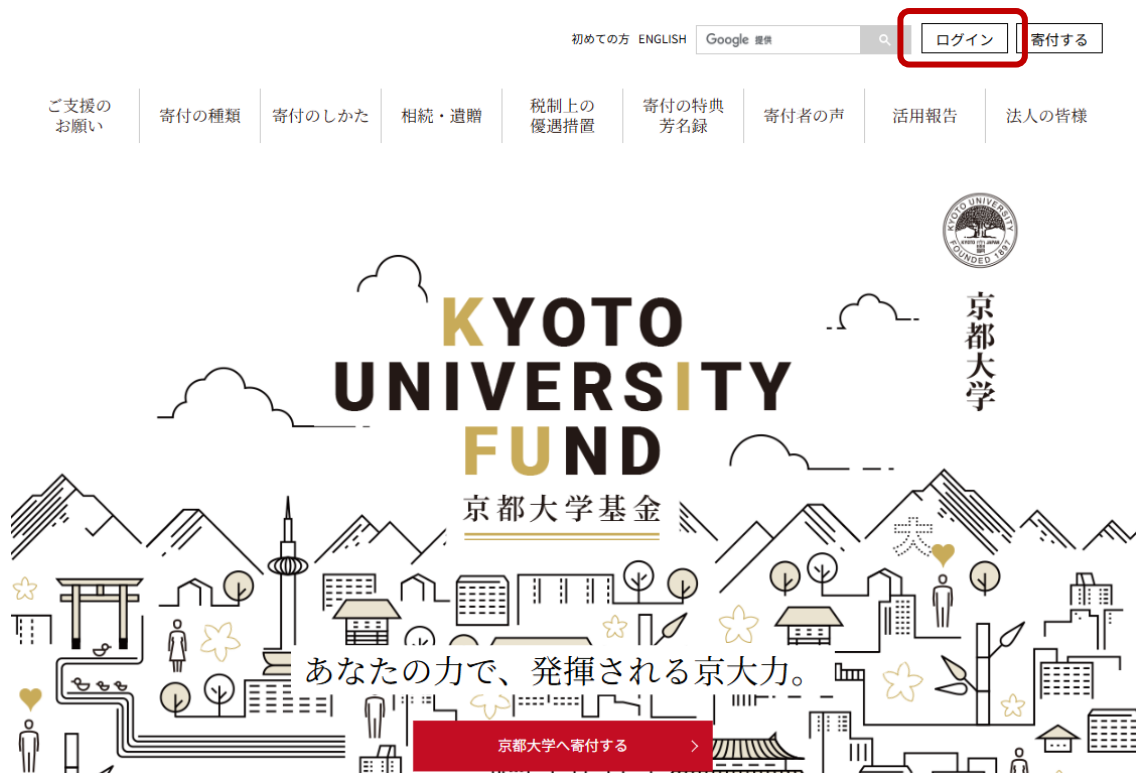 初めての方 ENGLISH Google 提供 ログイン 寄付する
ご支援の
お願い
寄付の種類
寄付のしかた
相続・遺贈
税制上の
優遇措置
寄付の特典
芳名録
寄付者の声
活用報告
法人の皆様
KYOTO UNIVERSITY
KYOTO JAPAN
FOUNDED 1897
京都大学
KYOTO
UNIVERSITY
FUND
京都大学基金
大
あなたの力で、発揮される京大力。
京都大学へ寄付する